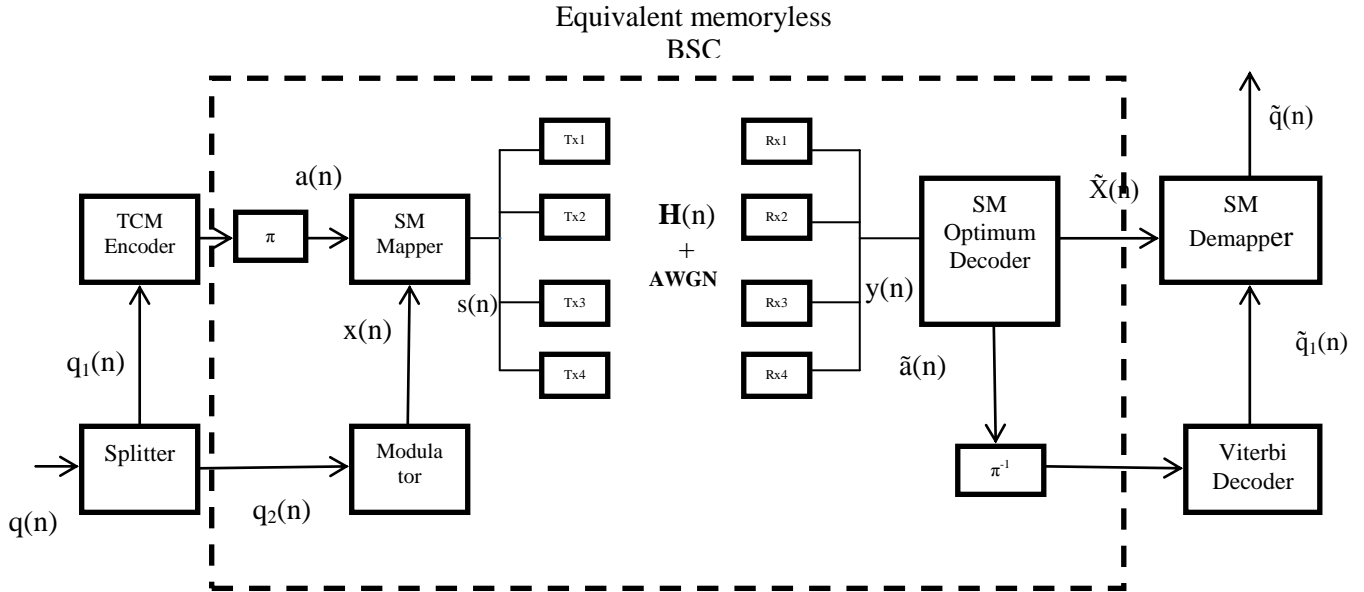 Equivalent memoryless
BSC
q̃(n)
Tx1
Rx1
a(n)
X̃(n)
TCM
Encoder
π
SM
Mapper
Tx2
H(n)
+
AWGN
Rx2
SM
Optimum
Decoder
SM
Demapper
s(n)
Tx3
Rx3
y(n)
x(n)
q₁(n)
Tx4
Rx4
ã(n)
q̃₁(n)
Splitter
Modula
tor
π⁻¹
Viterbi
Decoder
q(n)
q₂(n)